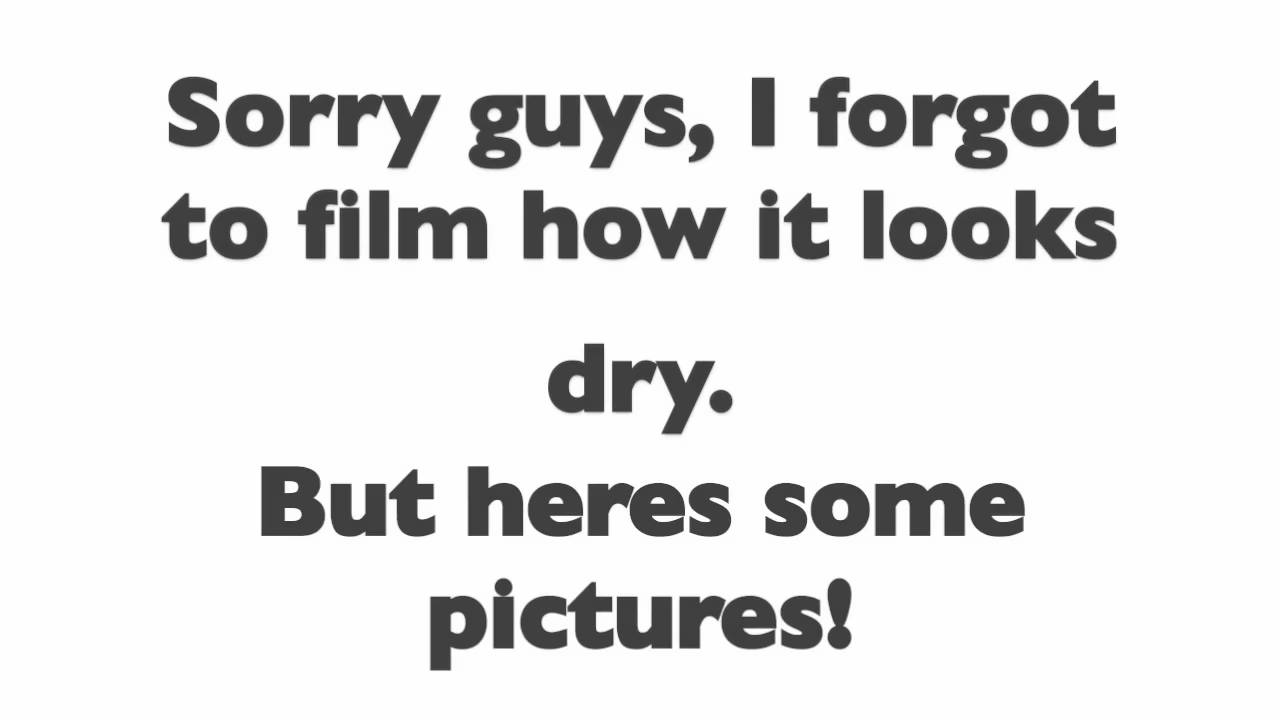 Sorry guys, I forgot
to film how it looks
dry.
But heres some
pictures!